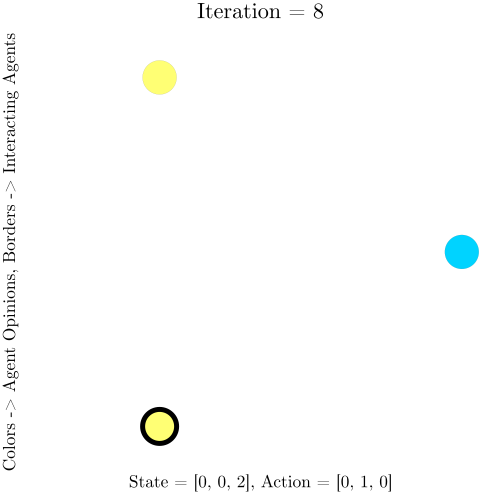 Iteration = 8
Colors -> Agent Opinions, Borders -> Interacting Agents
State = [0, 0, 2], Action = [0, 1, 0]